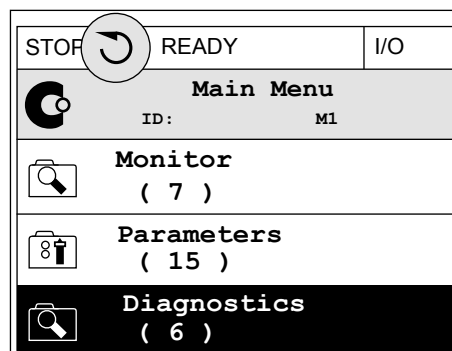 STOP READY I/O
Main Menu
ID: M1
Monitor
( 7 )
Parameters
( 15 )
Diagnostics
( 6 )